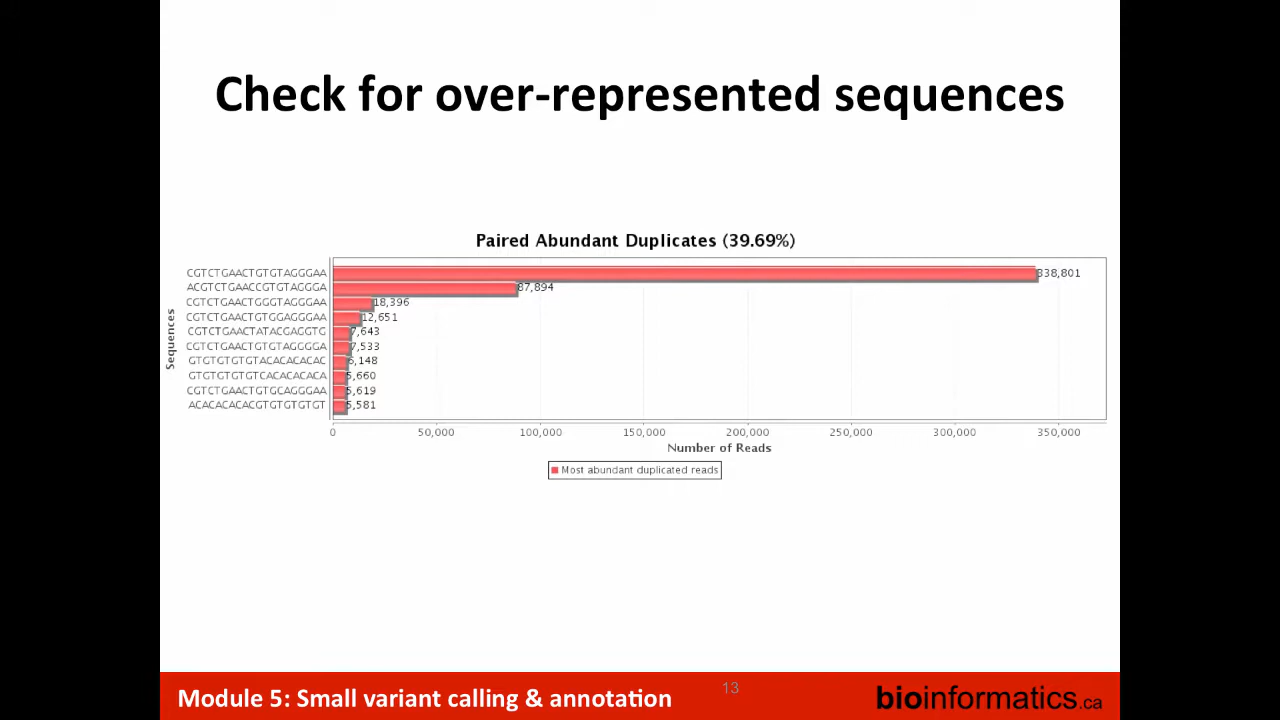 Check for over-represented sequences
Paired Abundant Duplicates (39.69%)
Sequences
CGTCTGAACTGTGTAGGGAA 338,801
ACGTCTGAACCGTGTAGGGA 87,894
CGTCTGAACTGGGTAGGGAA 18,396
CGTCTGAACTGTGGAGGGAA 12,651
CGTCTGAACTATACGAGGTG 7,643
CGTCTGAACTGTGTAGGGGA 7,533
GTGTGTGTGTACACACACAC 6,148
GTGTGTGTGTCACACACACA 5,660
CGTCTGAACTGTGCAGGGAA 5,619
ACACACACACGTGTGTGTGT 5,581
0 50,000 100,000 150,000 200,000 250,000 300,000 350,000
Number of Reads
Most abundant duplicated reads
Module 5: Small variant calling & annotation 13 bioinformatics.ca